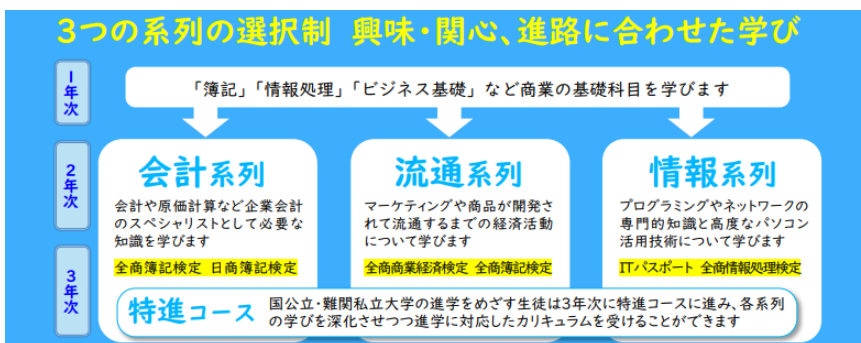 3つの系列の選択制 興味・関心、進路に合わせた学び
1年次
「簿記」「情報処理」「ビジネス基礎」など商業の基礎科目を学びます
2年次
会計系列
会計や原価計算など企業会計
のスペシャリストとして必要な
知識を学びます
全商簿記検定 日商簿記検定
流通系列
マーケティングや商品が開発さ
れて流通するまでの経済活動
について学びます
全商商業経済検定 全商簿記検定
情報系列
プログラミングやネットワークの
専門的知識と高度なパソコン
活用技術について学びます
ITパスポート 全商情報処理検定
3年次
特進コース
国公立・難関私立大学の進学をめざす生徒は3年次に特進コースに進み、各系列
の学びを深化させつつ進学に対応したカリキュラムを受けることができます